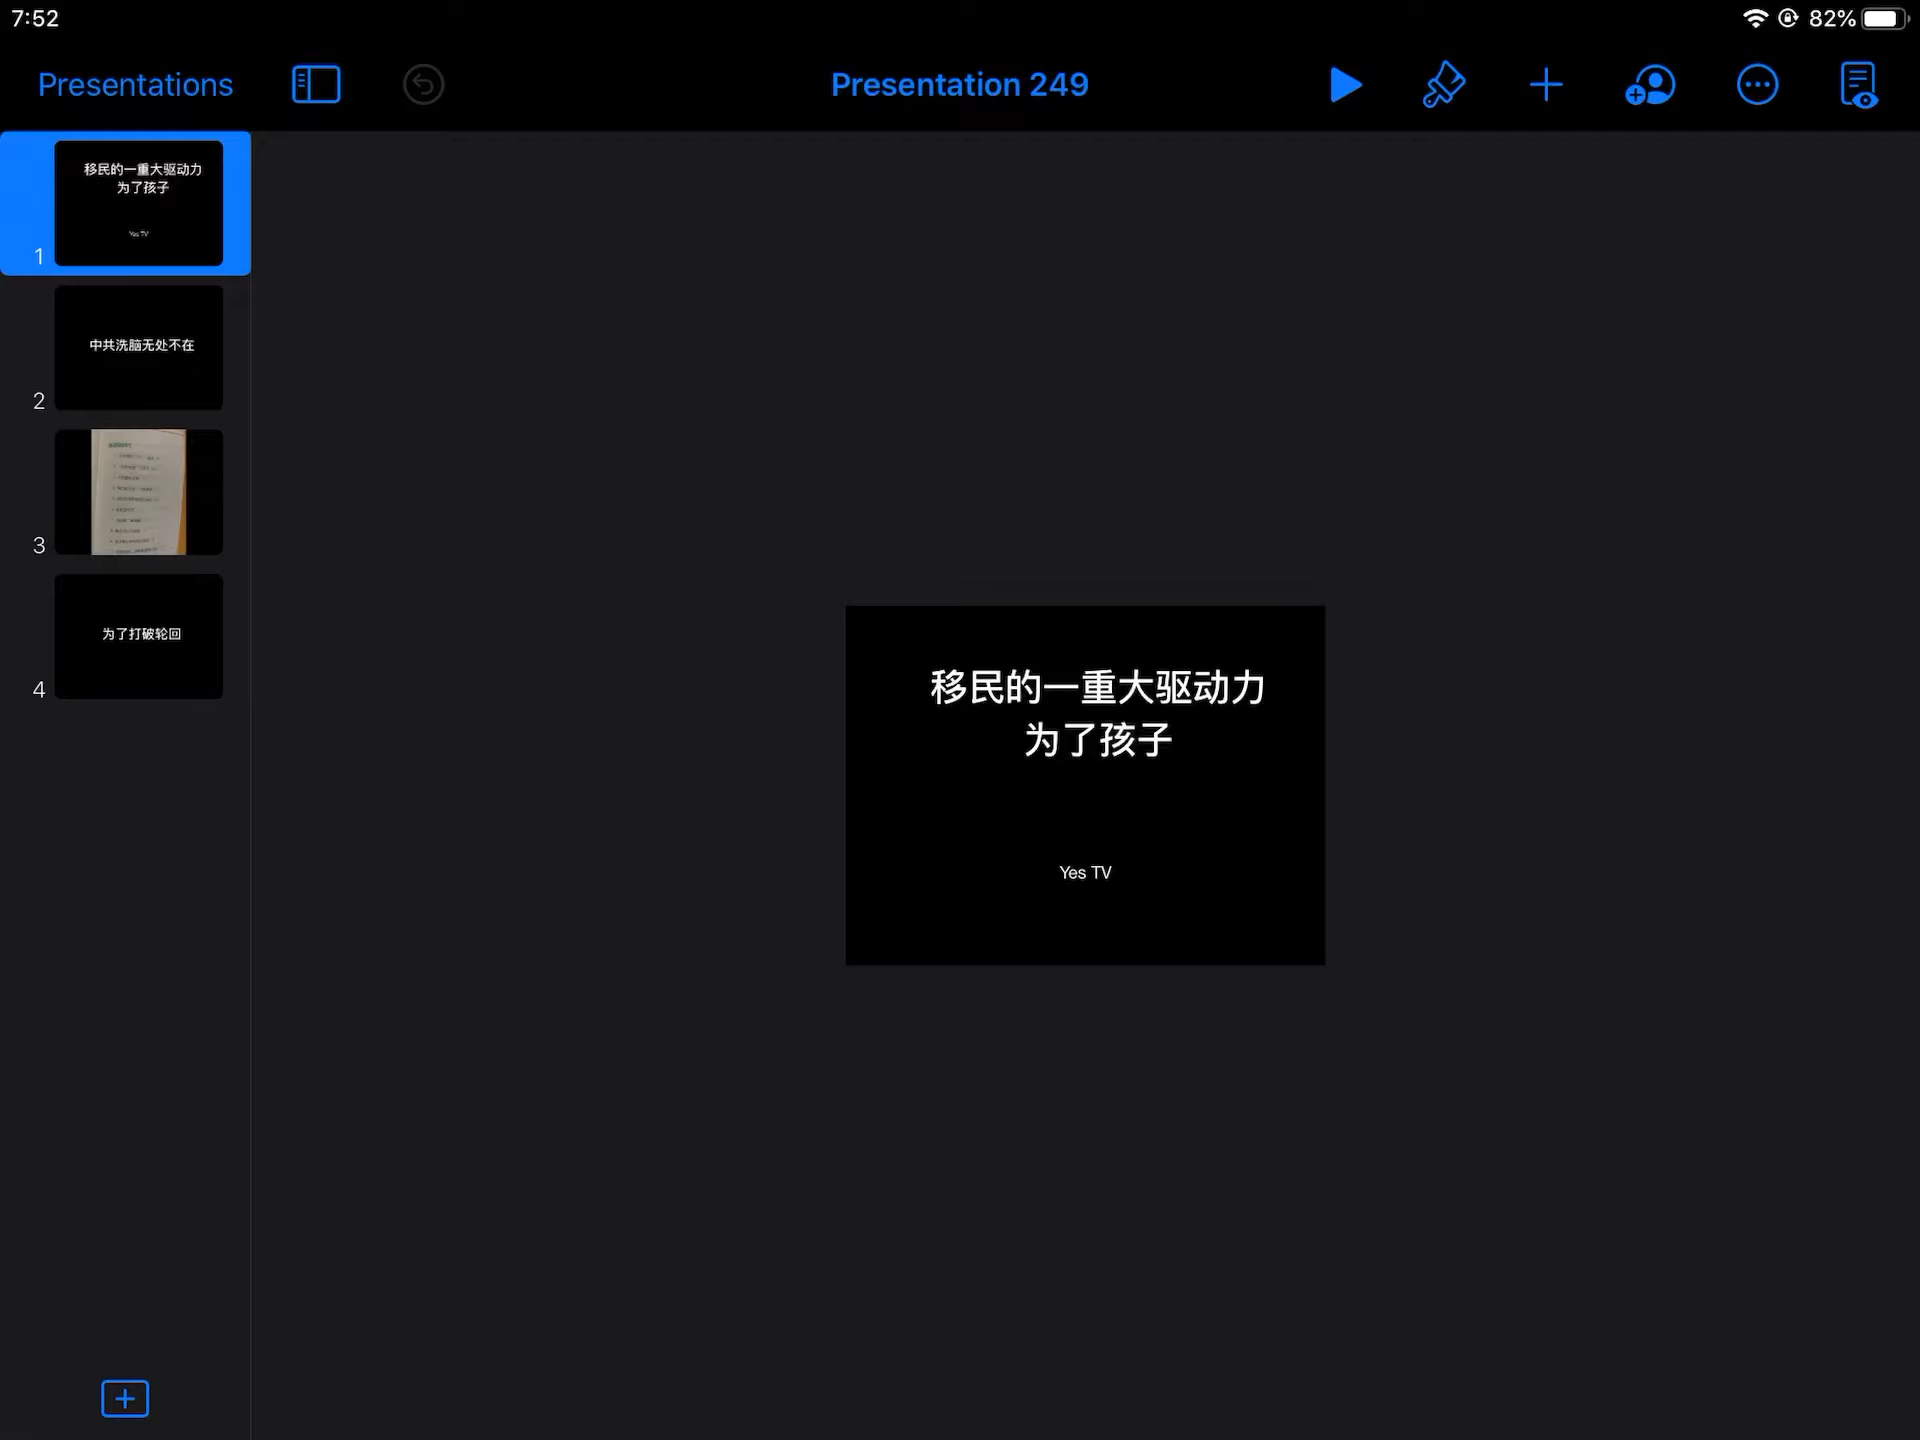 7:52
82%
Presentations
Presentation 249
移民的一重大驱动力
为了孩子
Yes TV
1
中共洗脑无处不在
2
3
为了打破轮回
4
移民的一重大驱动力
为了孩子
Yes TV